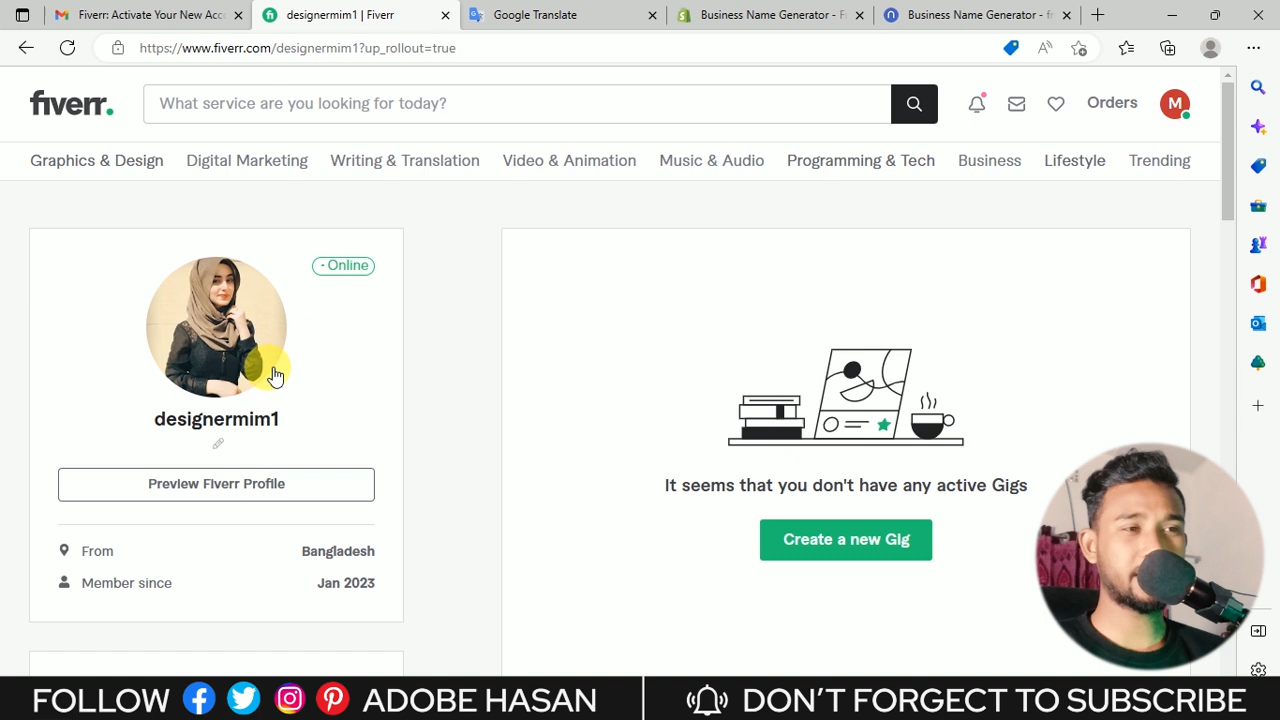 Fiverr: Activate Your New Acc
designermim1 | Fiverr
Google Translate
Business Name Generator - F
Business Name Generator - fr
https://www.fiverr.com/designermim1?up_rollout=true
fiverr.
What service are you looking for today?
Orders
M
Graphics & Design
Digital Marketing
Writing & Translation
Video & Animation
Music & Audio
Programming & Tech
Business
Lifestyle
Trending
Online
designermim1
Preview Fiverr Profile
From Bangladesh
Member since Jan 2023
It seems that you don't have any active Gigs
Create a new Gig
FOLLOW ADOBE HASAN
DON'T FORGECT TO SUBSCRIBE